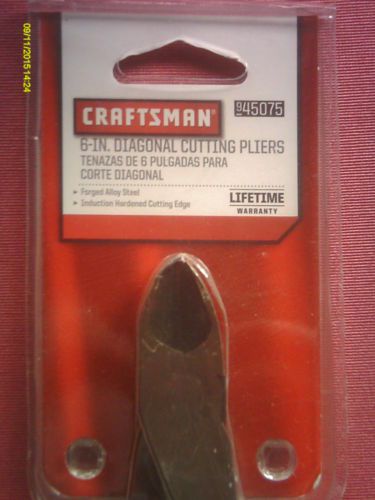 09/11/2015 14:24
CRAFTSMAN®
945075
6-IN. DIAGONAL CUTTING PLIERS
TENAZAS DE 6 PULGADAS PARA
CORTE DIAGONAL
▸ Forged Alloy Steel
▸ Induction Hardened Cutting Edge
LIFETIME
WARRANTY